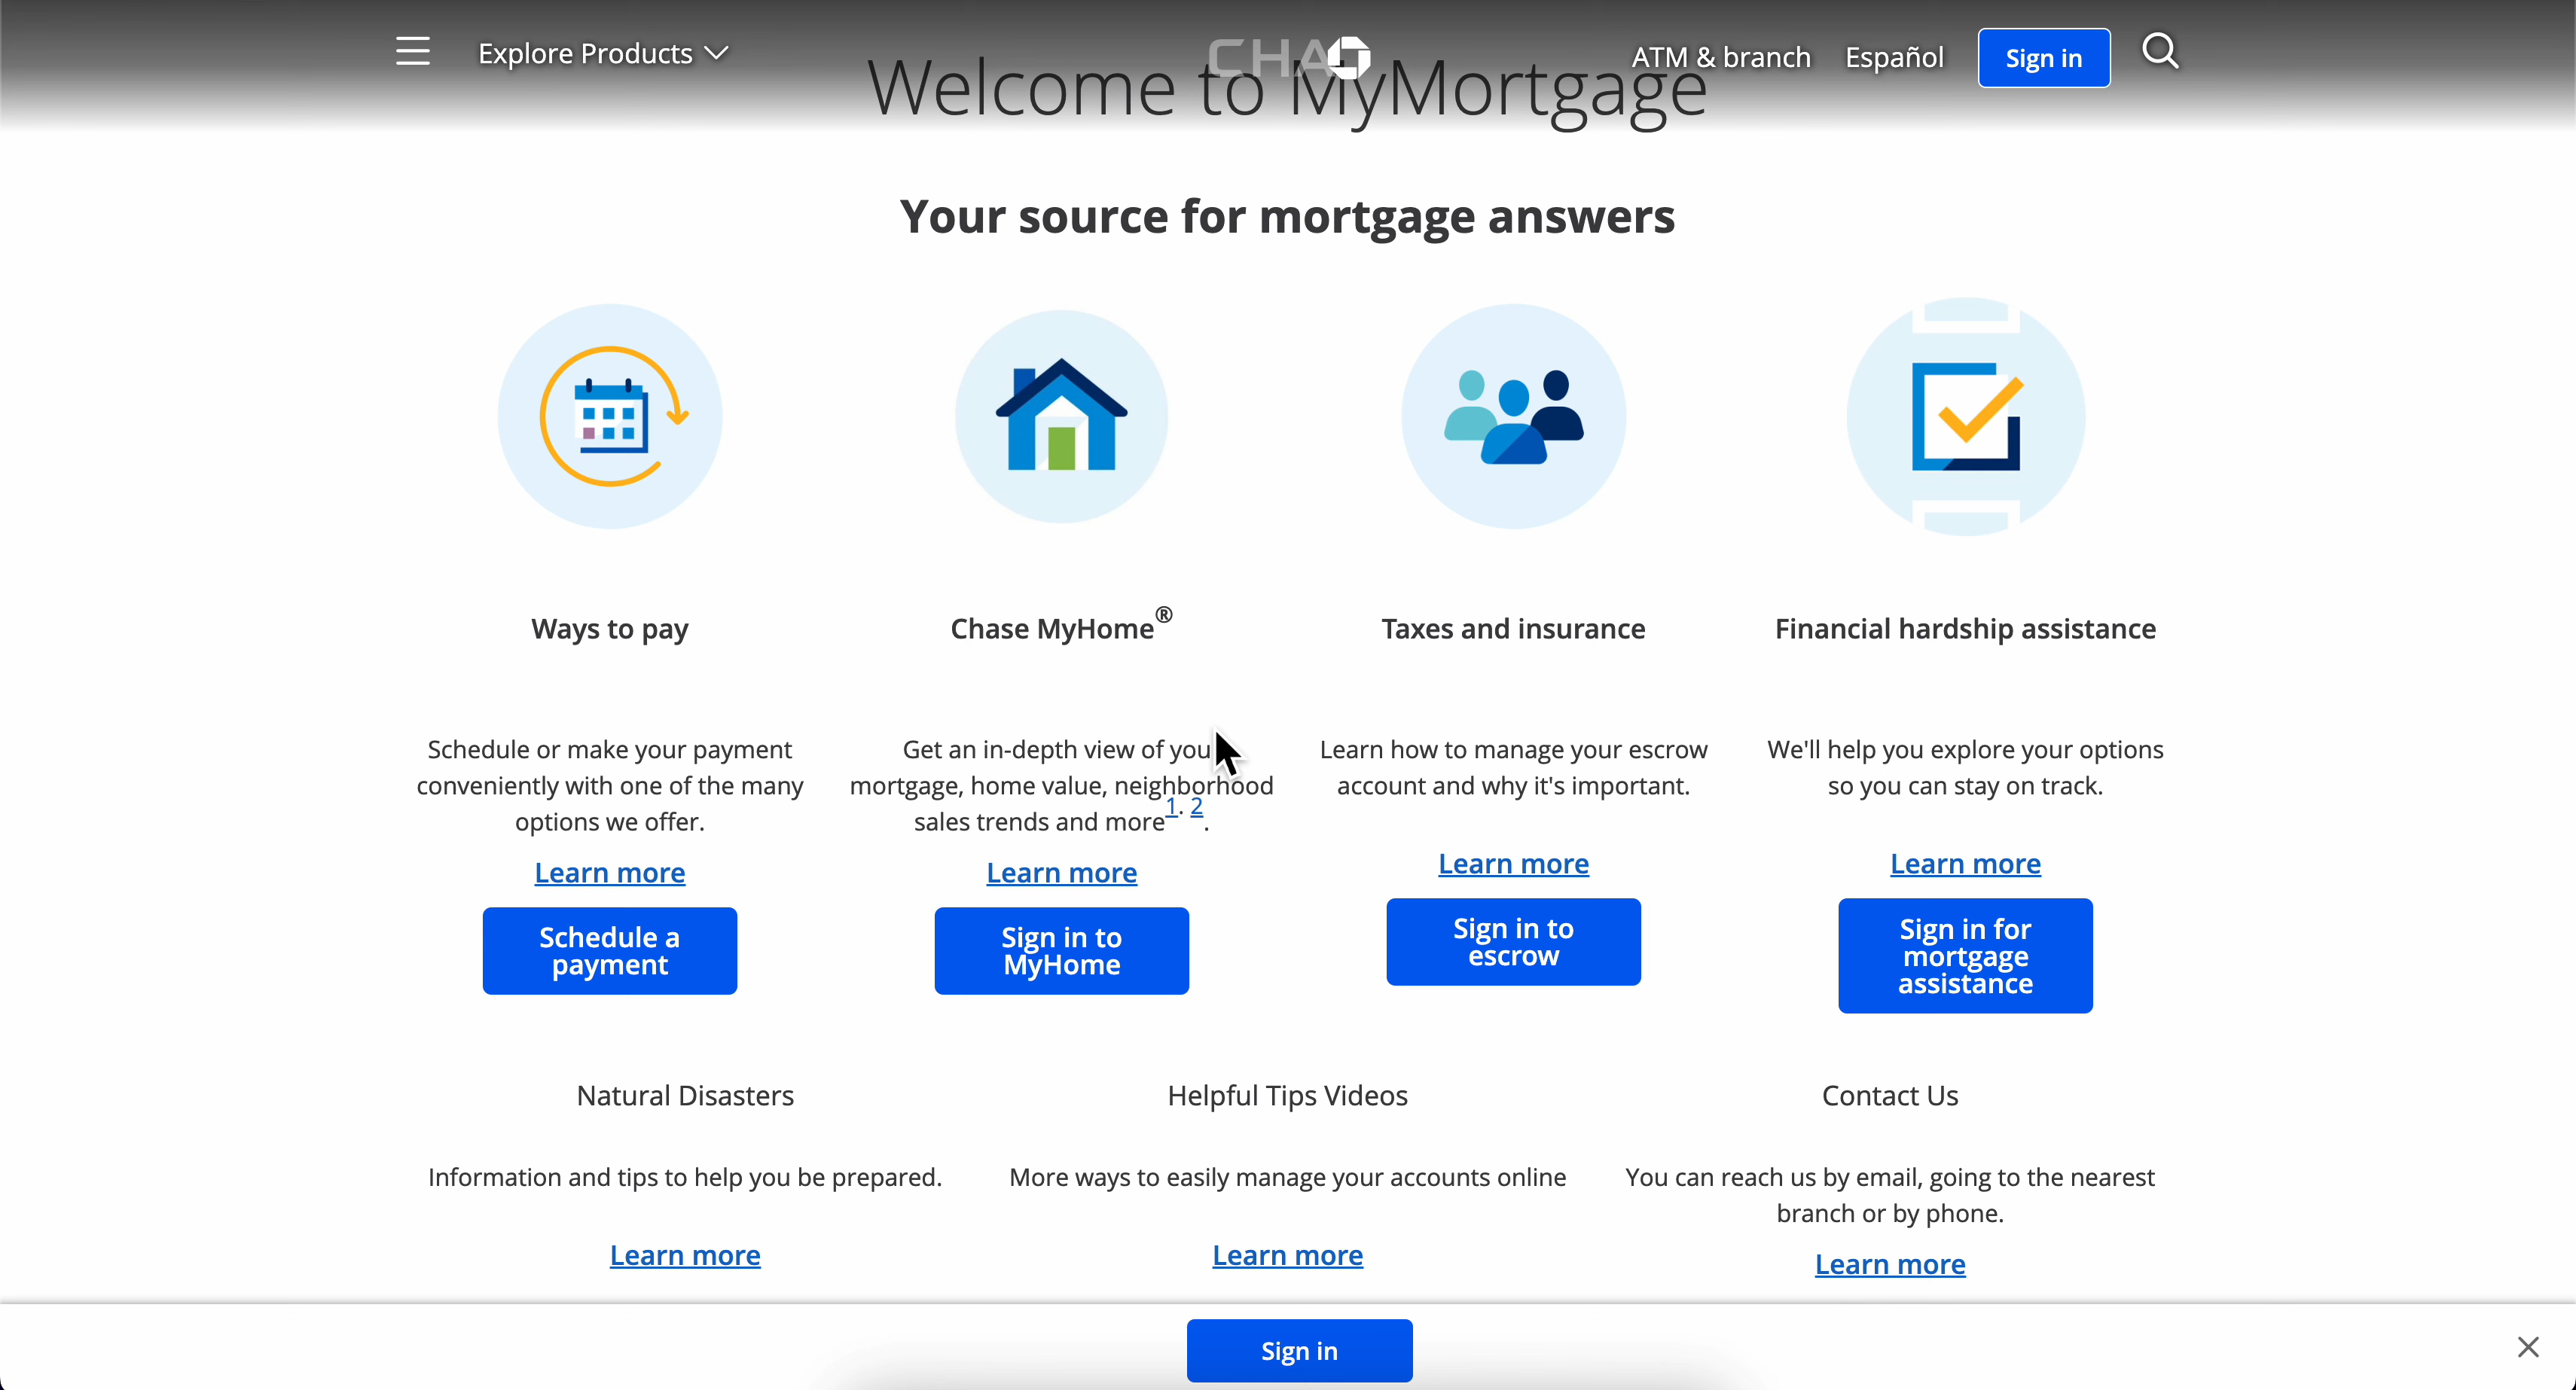 Explore Products
CHA
ATM & branch
Español
Sign in
Welcome to MyMortgage
Your source for mortgage answers
Ways to pay
Schedule or make your payment
conveniently with one of the many
options we offer.
Learn more
Schedule a
payment
Chase MyHome®
Get an in-depth view of you
mortgage, home value, neighborhood
sales trends and more1. 2.
Learn more
Sign in to
MyHome
Taxes and insurance
Learn how to manage your escrow
account and why it's important.
Learn more
Sign in to
escrow
Financial hardship assistance
We'll help you explore your options
so you can stay on track.
Learn more
Sign in for
mortgage
assistance
Natural Disasters
Information and tips to help you be prepared.
Learn more
Helpful Tips Videos
More ways to easily manage your accounts online
Learn more
Contact Us
You can reach us by email, going to the nearest
branch or by phone.
Learn more
Sign in